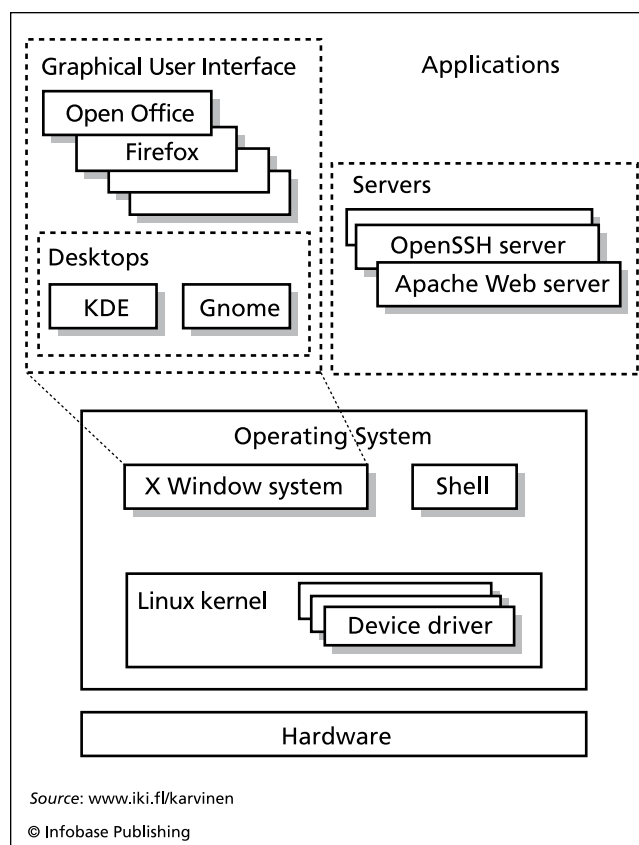 Graphical User Interface
Applications
Open Office
Firefox
Servers
OpenSSH server
Apache Web server
Desktops
KDE
Gnome
Operating System
X Window system
Shell
Linux kernel
Device driver
Hardware
Source: www.iki.fl/karvinen
© Infobase Publishing